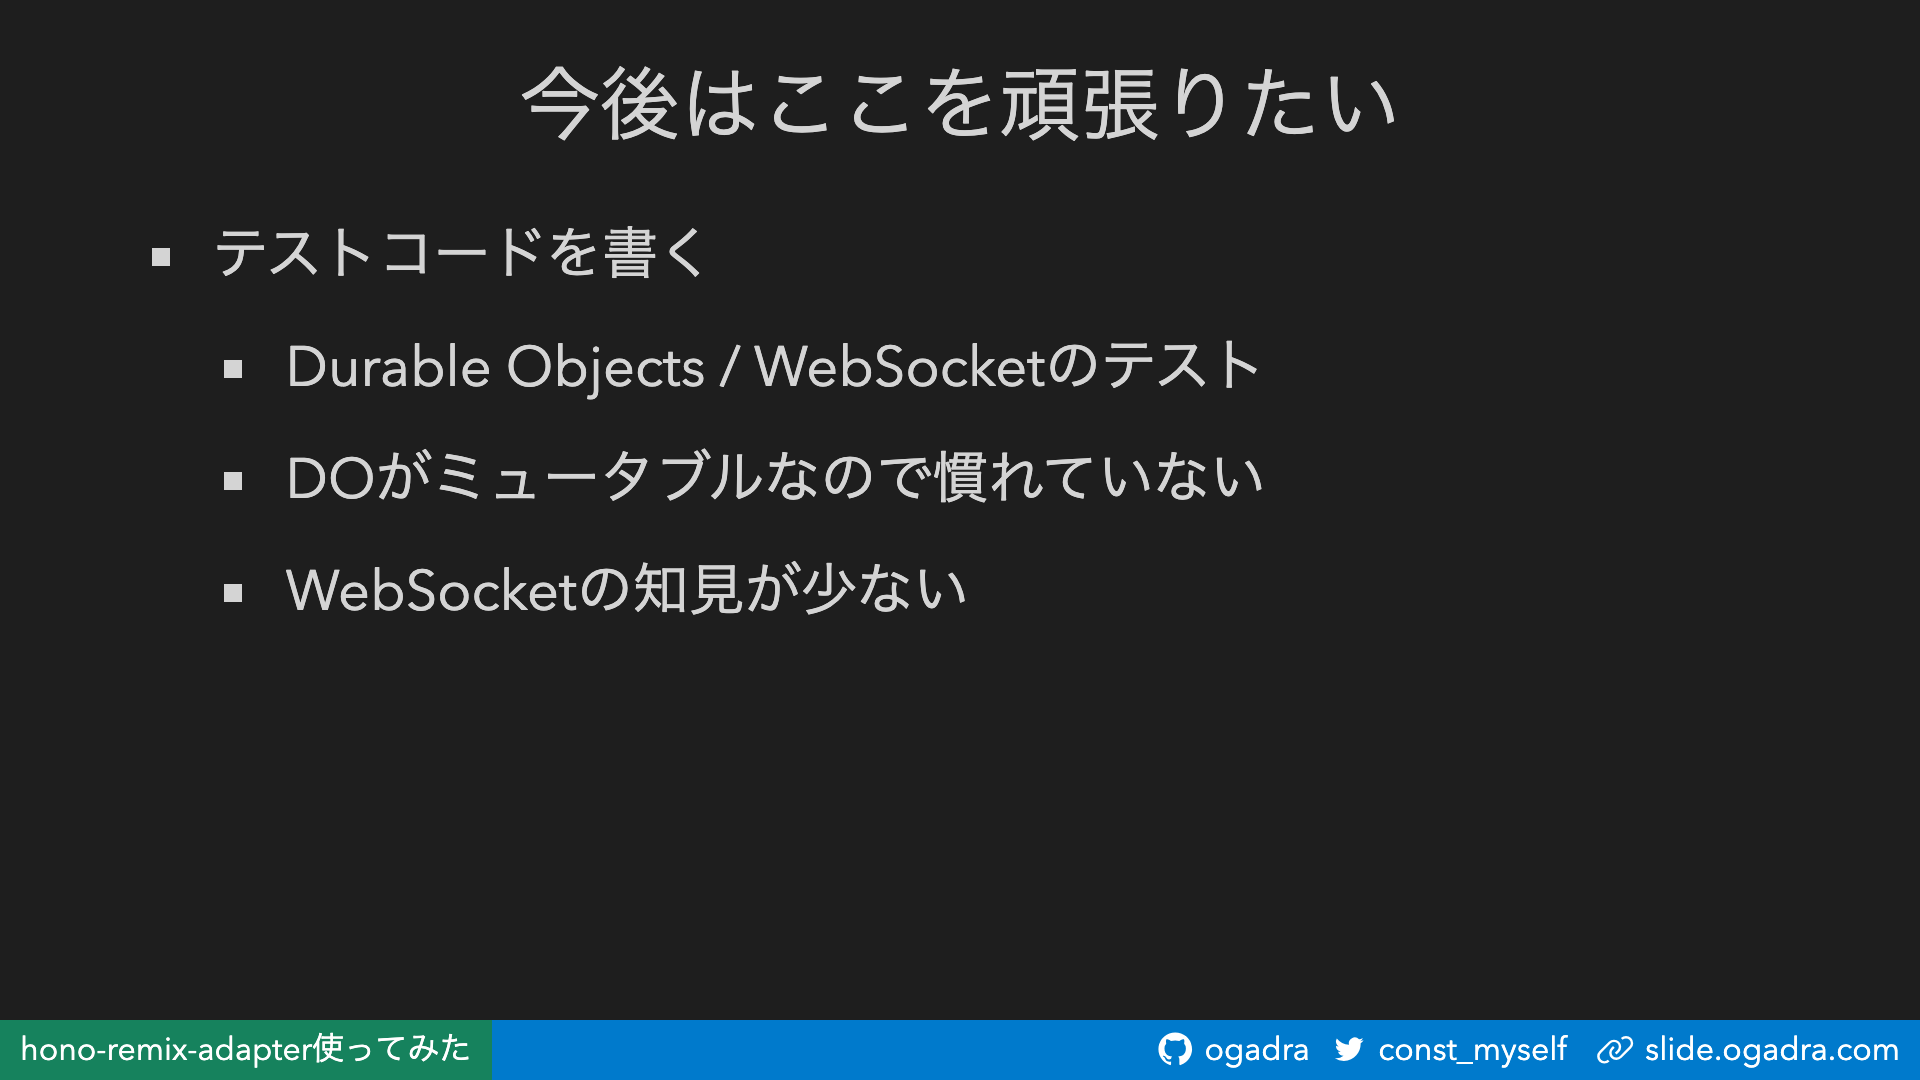 今後はここを頑張りたい
テストコードを書く
Durable Objects / WebSocketのテスト
DOがミュータブルなので慣れていない
WebSocketの知見が少ない
hono-remix-adapter使ってみた
ogadra const_myself slide.ogadra.com